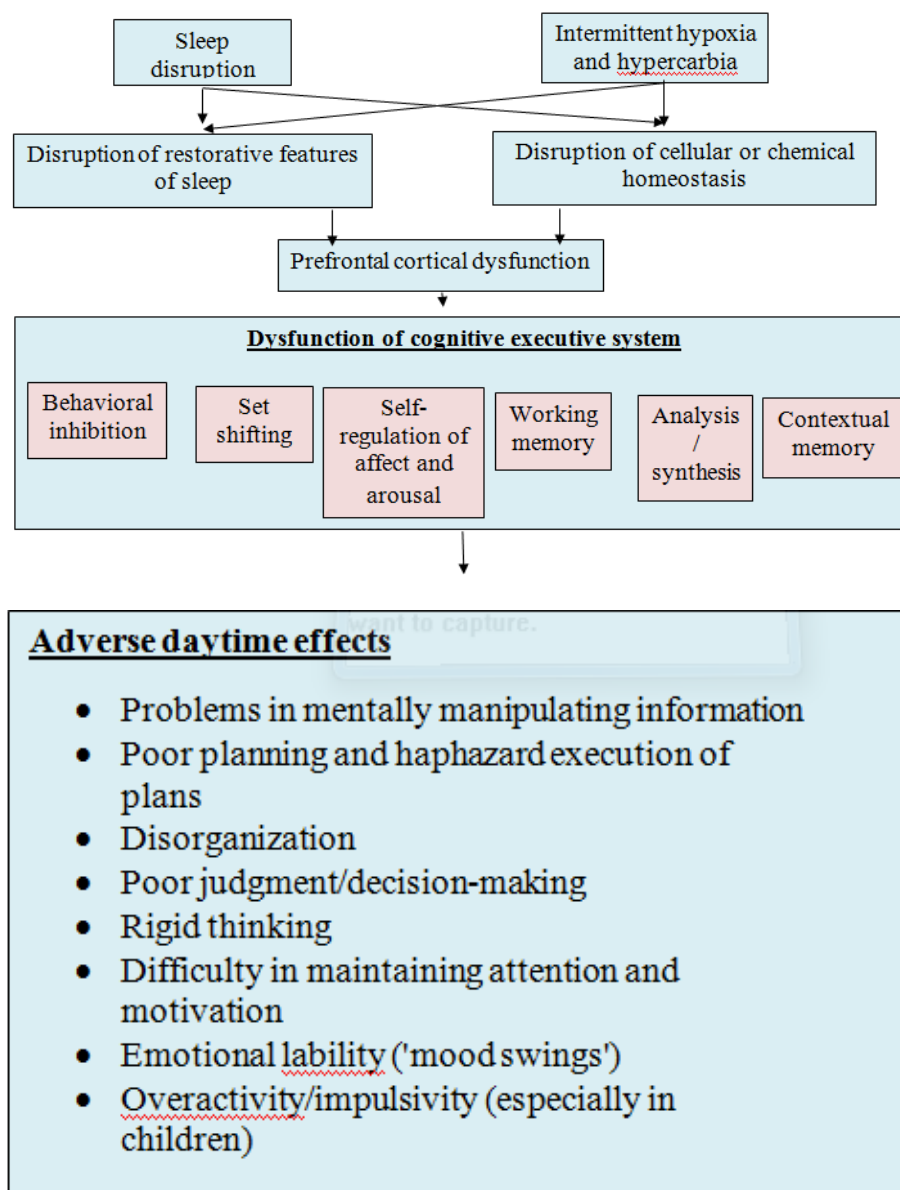 Sleep
disruption
Intermittent hypoxia
and hypercarbia
Disruption of restorative features
of sleep
Disruption of cellular or chemical
homeostasis
Prefrontal cortical dysfunction
Dysfunction of cognitive executive system
Behavioral
inhibition
Set
shifting
Self-
regulation of
affect and
arousal
Working
memory
Analysis
/
synthesis
Contextual
memory
want to capture.
Adverse daytime effects
• Problems in mentally manipulating information
• Poor planning and haphazard execution of
plans
• Disorganization
• Poor judgment/decision-making
• Rigid thinking
• Difficulty in maintaining attention and
motivation
• Emotional lability ('mood swings')
• Overactivity/impulsivity (especially in
children)